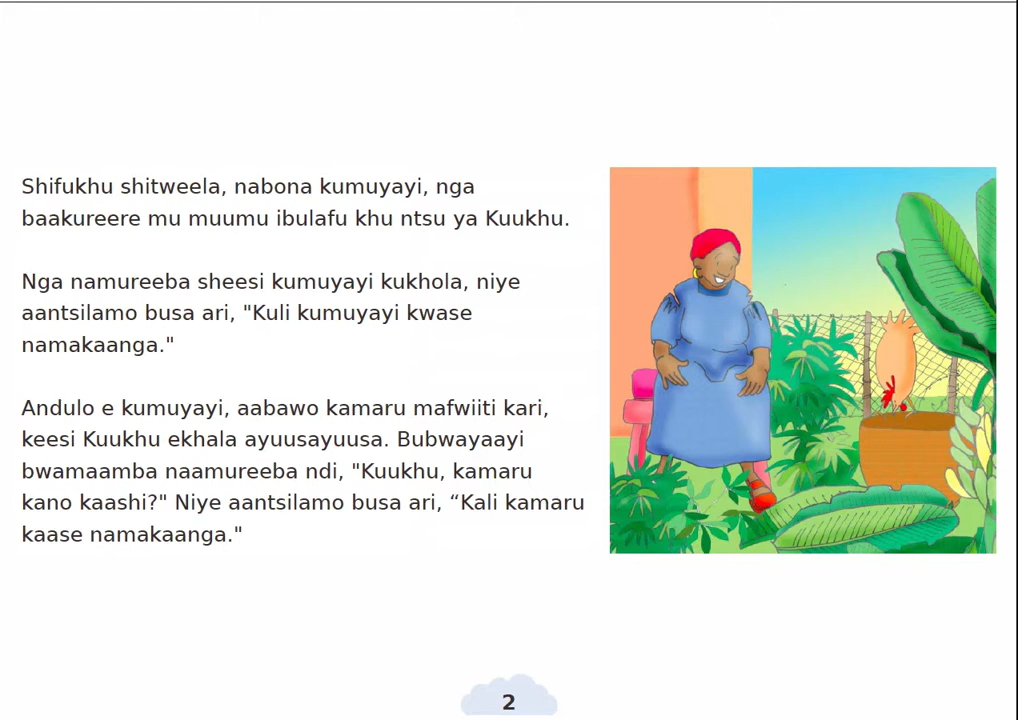 Shifukhu shitweela, nabona kumuyayi, nga
baakureere mu muumu ibulafu khu ntsu ya Kuukhu.
Nga namureeba sheesi kumuyayi kukhola, niye
aantsilamo busa ari, "Kuli kumuyayi kwase
namakaanga."
Andulo e kumuyayi, aabawo kamaru mafwiiti kari,
keesi Kuukhu ekhala ayuusayuusa. Bubwayaayi
bwamaamba naamureeba ndi, "Kuukhu, kamaru
kano kaashi?" Niye aantsilamo busa ari, “Kali kamaru
kaase namakaanga."
2